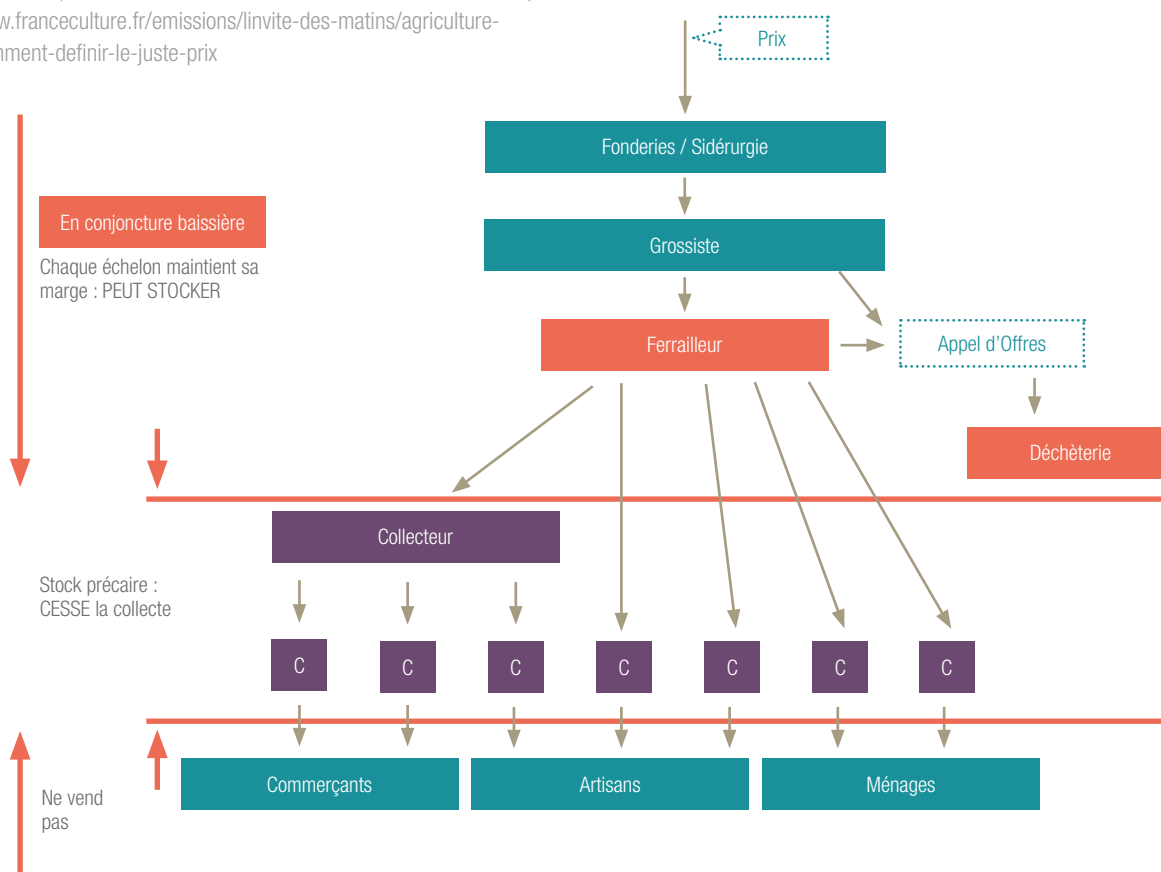 w.franceculture.fr/emissions/linvite-des-matins/agriculture-
ment-definir-le-juste-prix
Prix
Fonderies / Sidérurgie
En conjoncture baissière
Chaque échelon maintient sa
marge : PEUT STOCKER
Grossiste
Ferrailleur
Appel d’Offres
Déchèterie
Collecteur
Stock précaire :
CESSE la collecte
C C C C C C C
Commerçants Artisans Ménages
Ne vend
pas